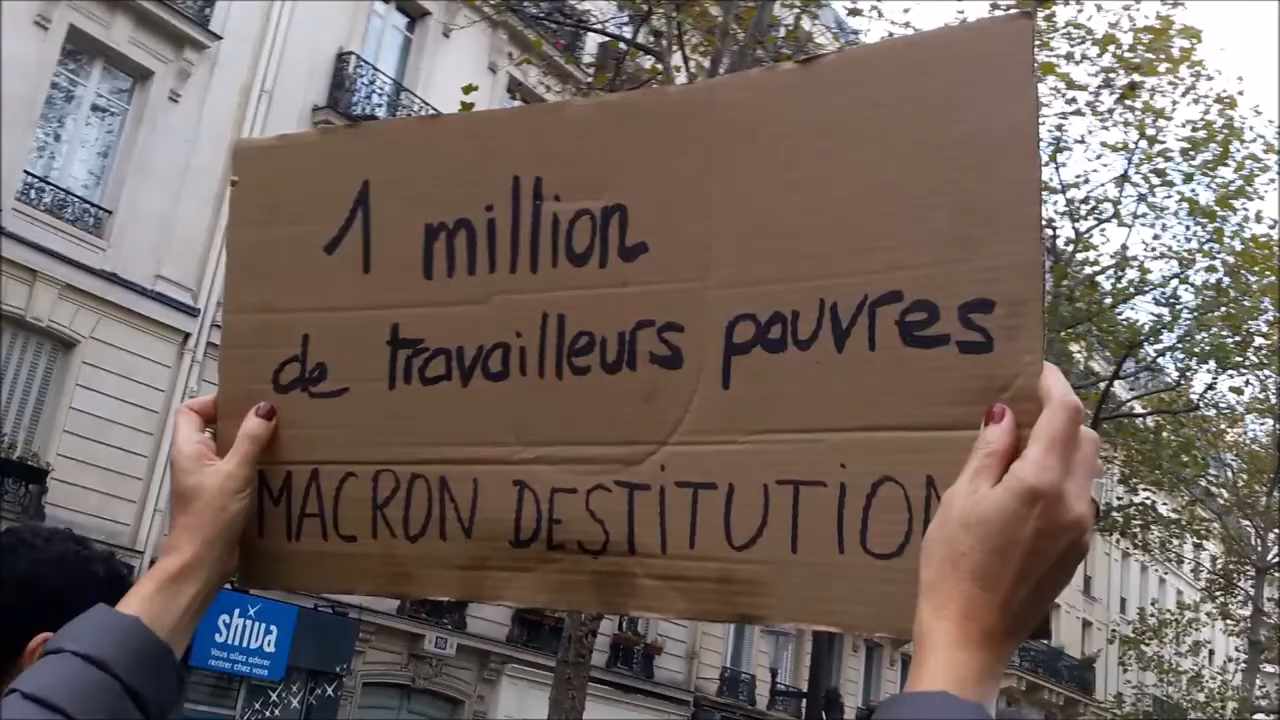 1 million
de travailleurs pauvres
MACRON DESTITUTION
shiva
Vous allez adorer
rentrer chez vous